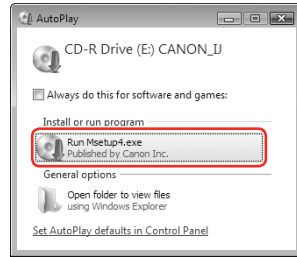 AutoPlay
CD-R Drive (E:) CANON_IJ
Always do this for software and games:
Install or run program
Run Msetup4.exe
Published by Canon Inc.
General options
Open folder to view files
using Windows Explorer
Set AutoPlay defaults in Control Panel